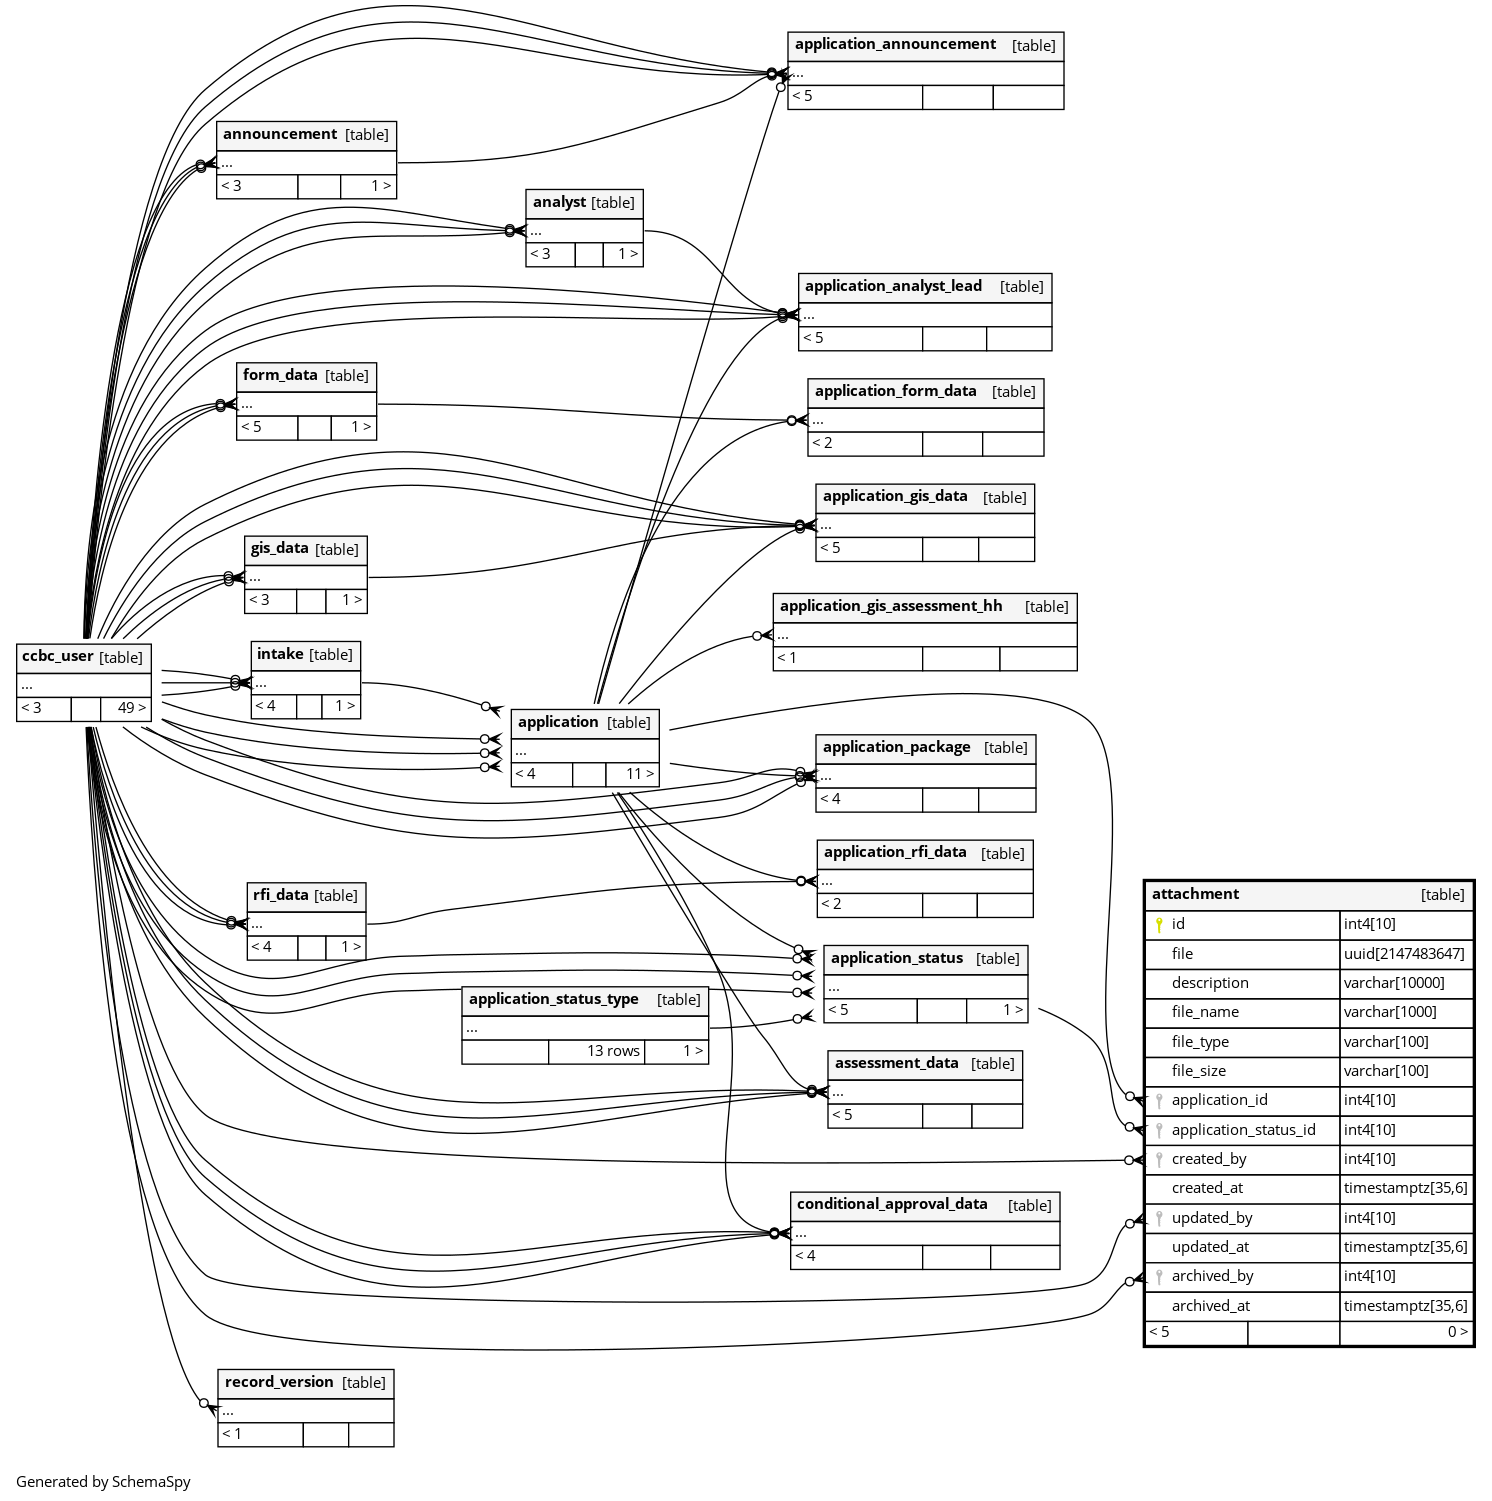 application_announcement [table]
...
< 5
announcement [table]
...
< 3 1 >
analyst [table]
...
< 3 1 >
application_analyst_lead [table]
...
< 5
form_data [table]
...
< 5 1 >
application_form_data [table]
...
< 2
application_gis_data [table]
...
< 5
gis_data [table]
...
< 3 1 >
application_gis_assessment_hh [table]
...
< 1
ccbc_user [table]
...
< 3 49 >
intake [table]
...
< 4 1 >
application [table]
...
< 4 11 >
application_package [table]
...
< 4
application_rfi_data [table]
...
< 2
rfi_data [table]
...
< 4 1 >
application_status [table]
...
< 5 1 >
application_status_type [table]
...
13 rows 1 >
assessment_data [table]
...
< 5
conditional_approval_data [table]
...
< 4
attachment [table]
id int4[10]
file uuid[2147483647]
description varchar[10000]
file_name varchar[1000]
file_type varchar[100]
file_size varchar[100]
application_id int4[10]
application_status_id int4[10]
created_by int4[10]
created_at timestamptz[35,6]
updated_by int4[10]
updated_at timestamptz[35,6]
archived_by int4[10]
archived_at timestamptz[35,6]
< 5 0 >
record_version [table]
...
< 1
Generated by SchemaSpy